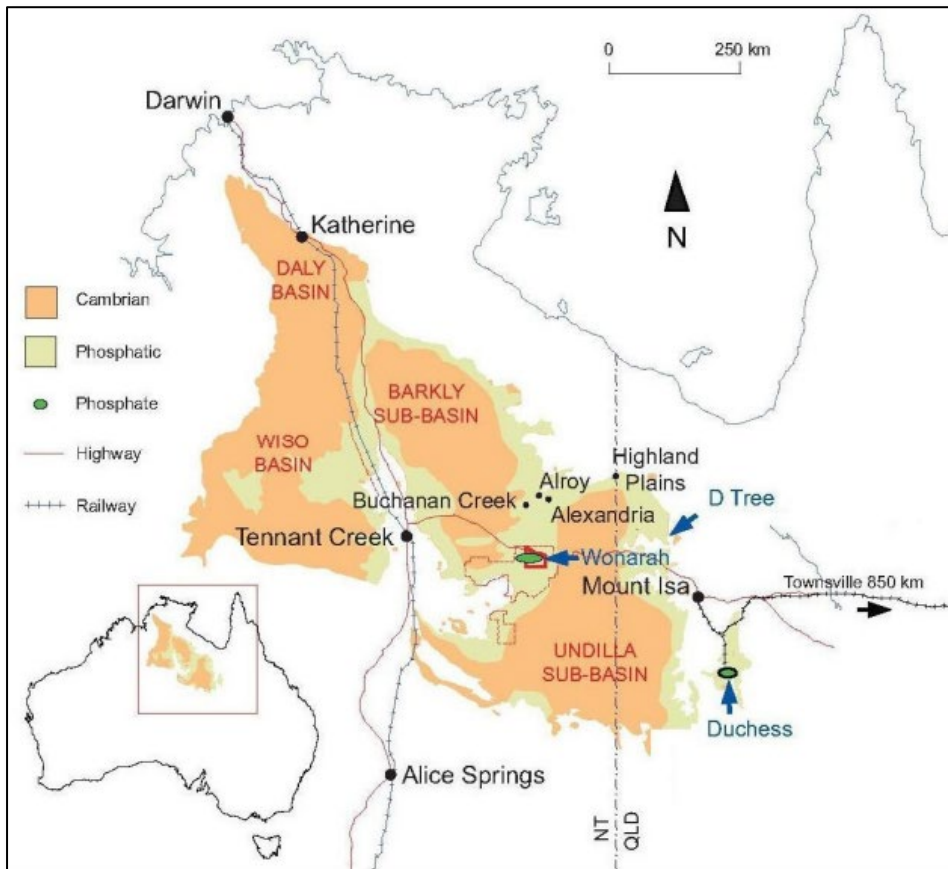 0
250 km
Darwin
N
Katherine
DALY
BASIN
Cambrian
Phosphatic
Phosphate
Highway
Railway
BARKLY
SUB-BASIN
WISO
BASIN
Highland
Plains
Alroy
Buchanan Creek
Alexandria
D Tree
Tennant Creek
Wonarah
Mount Isa
Townsville 850 km
UNDILLA
SUB-BASIN
Duchess
Alice Springs
NT
QLD